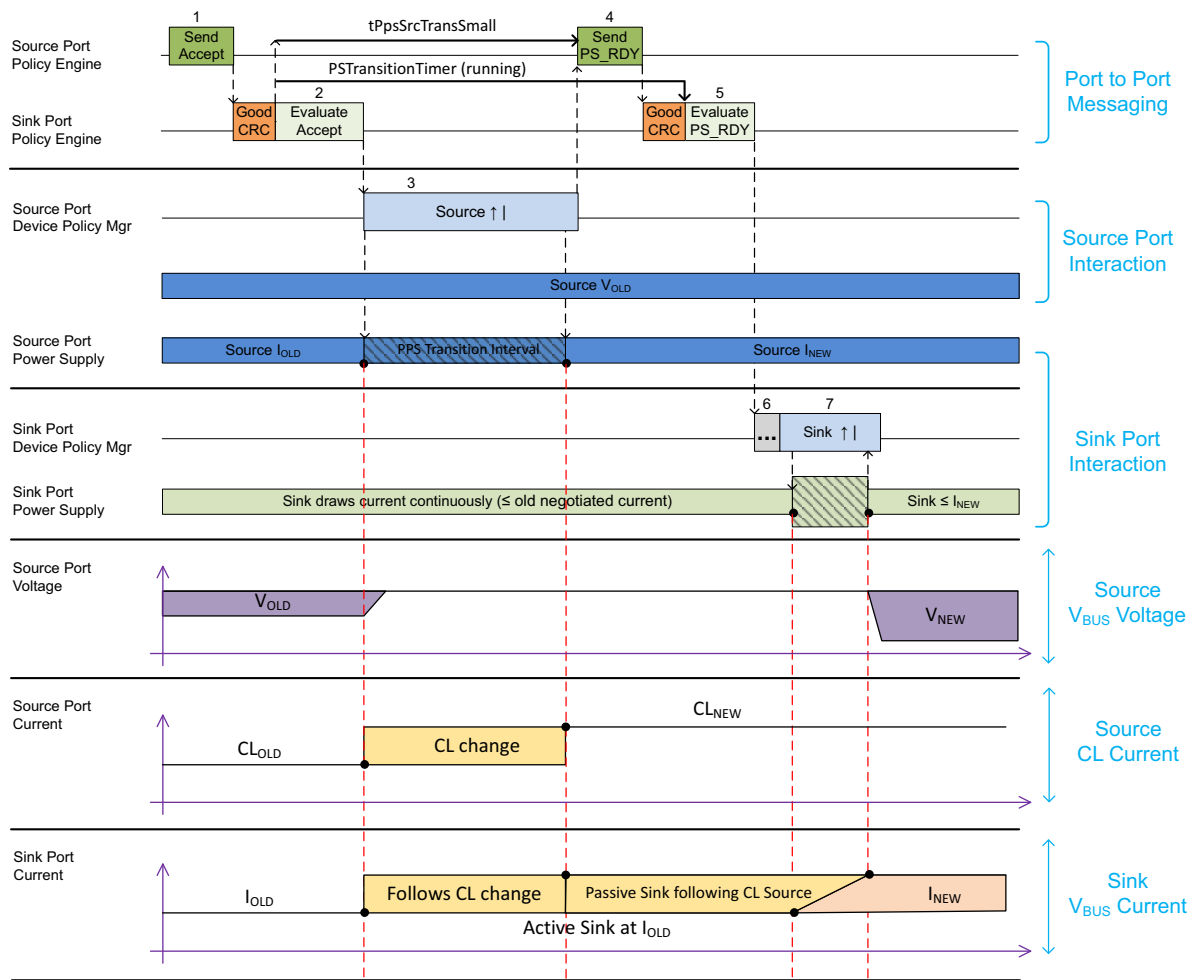 1
4
Send
Accept
tPpsSrcTransSmall
Send
PS_RDY
Source Port
Policy Engine
PSTransitionTimer (running)
2
5
Good
CRC
Evaluate
Accept
Good
CRC
Evaluate
PS_RDY
Sink Port
Policy Engine
Port to Port
Messaging
3
Source Port
Device Policy Mgr
Source ↑ |
Source Port
Interaction
Source VOLD
Source Port
Power Supply
Source IOLD
PPS Transition Interval
Source INEW
6
7
Sink Port
Device Policy Mgr
...
Sink ↑ |
Sink Port
Interaction
Sink Port
Power Supply
Sink draws current continuously (≤ old negotiated current)
Sink ≤ INEW
Source Port
Voltage
VOLD
VNEW
Source
VBUS Voltage
Source Port
Current
CLOLD
CL change
CLNEW
Source
CL Current
Sink Port
Current
IOLD
Follows CL change
Passive Sink following CL Source
INEW
Active Sink at IOLD
Sink
VBUS Current